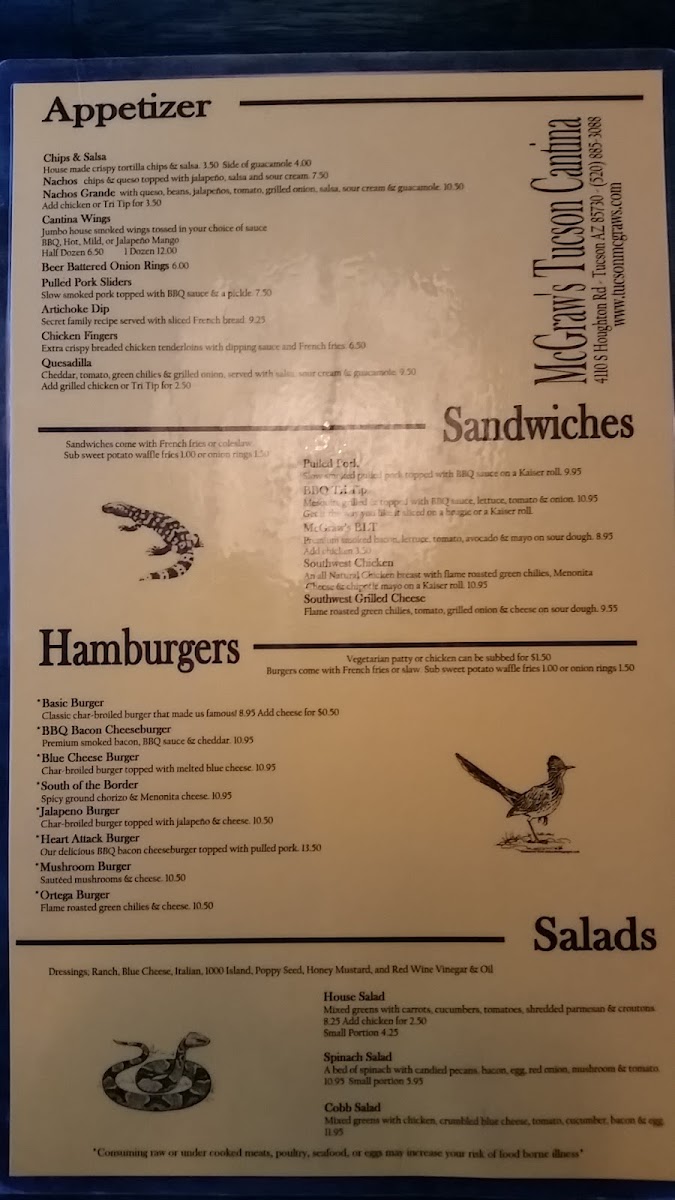 Appetizer
Chips & Salsa
House made crispy tortilla chips & salsa. 3.50 Side of guacamole 4.00
Nachos chips & queso topped with jalapeño, salsa and sour cream. 7.50
Nachos Grande with queso, beans, jalapeños, tomato, grilled onion, salsa, sour cream & guacamole. 10.50
Add chicken or Tri Tip for 3.50
Cantina Wings
Jumbo house smoked wings tossed in your choice of sauce
BBQ, Hot, Mild, or Jalapeño Mango
Half Dozen 6.50 1 Dozen 12.00
Beer Battered Onion Rings 6.00
Pulled Pork Sliders
Slow smoked pork topped with BBQ sauce & a pickle. 7.50
Artichoke Dip
Secret family recipe served with sliced French bread. 9.25
Chicken Fingers
Extra crispy breaded chicken tenderloins with dipping sauce and French fries. 6.50
Quesadilla
Cheddar, tomato, green chilies & grilled onion, served with salsa, sour cream & guacamole. 9.50
Add grilled chicken or Tri Tip for 2.50
McGraw's Tucson Cantina
4110 S Houghton Rd - Tucson AZ 85730 - (520) 885-3088
www.tucsonmcgraws.com
Sandwiches
Sandwiches come with French fries or coleslaw
Sub sweet potato waffle fries 1.00 or onion rings 1.50
Pulled Pork
Slow smoked pulled pork topped with BBQ sauce on a Kaiser roll. 9.95
BBQ Tri Tip
Mesquite grilled & topped with BBQ sauce, lettuce, tomato & onion. 10.95
you like it sliced on a hoagie or a Kaiser roll.
McGraw's BLT
Premium smoked bacon, lettuce, tomato, avocado & mayo on sour dough. 8.95
Add chicken 3.50
Southwest Chicken
An all Natural Chicken breast with flame roasted green chilies, Menonita
Cheese & chipotle mayo on a Kaiser roll. 10.95
Southwest Grilled Cheese
Flame roasted green chilies, tomato, grilled onion & cheese on sour dough. 9.55
Hamburgers
Vegetarian patty or chicken can be subbed for $1.50
Burgers come with French fries or slaw. Sub sweet potato waffle fries 1.00 or onion rings 1.50
*Basic Burger
Classic char-broiled burger that made us famous! 8.95 Add cheese for $0.50
*BBQ Bacon Cheeseburger
Premium smoked bacon, BBQ sauce & cheddar. 10.95
*Blue Cheese Burger
Char-broiled burger topped with melted blue cheese. 10.95
*South of the Border
Spicy ground chorizo & Menonita cheese. 10.95
*Jalapeno Burger
Char-broiled burger topped with jalapeño & cheese. 10.50
*Heart Attack Burger
Our delicious BBQ bacon cheeseburger topped with pulled pork. 13.50
*Mushroom Burger
Sautéed mushrooms & cheese. 10.50
*Ortega Burger
Flame roasted green chilies & cheese. 10.50
Salads
Dressings, Ranch, Blue Cheese, Italian, 1000 Island, Poppy Seed, Honey Mustard, and Red Wine Vinegar & Oil
House Salad
Mixed greens with carrots, cucumbers, tomatoes, shredded parmesan & croutons.
8.25 Add chicken for 2.50
Small Portion 4.25
Spinach Salad
A bed of spinach with candied pecans, bacon, egg, red onion, mushroom & tomato.
10.95 Small portion 5.95
Cobb Salad
Mixed greens with chicken, crumbled blue cheese, tomato, cucumber, bacon & egg.
11.95
"Consuming raw or under cooked meats, poultry, seafood, or eggs may increase your risk of food borne illness"